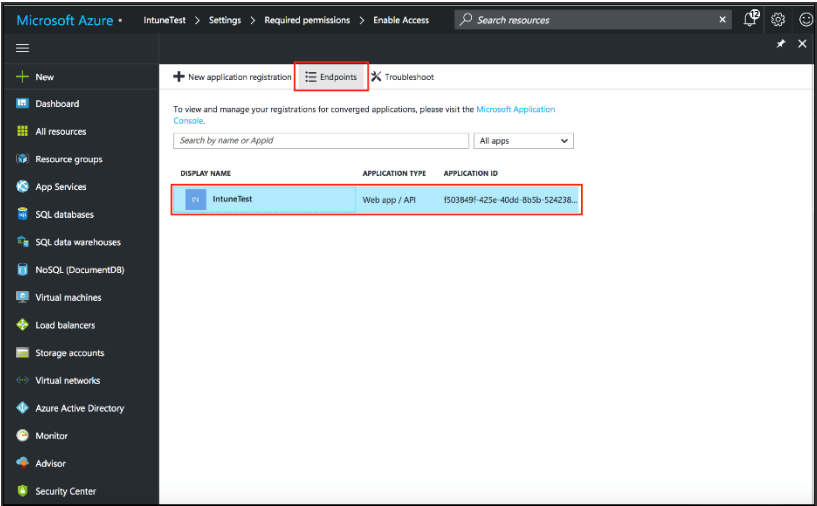 Microsoft Azure
IntuneTest > Settings > Required permissions > Enable Access
Search resources
12
New
Dashboard
All resources
Resource groups
App Services
SQL databases
SQL data warehouses
NoSQL (DocumentDB)
Virtual machines
Load balancers
Storage accounts
Virtual networks
Azure Active Directory
Monitor
Advisor
Security Center
New application registration Endpoints Troubleshoot
To view and manage your registrations for converged applications, please visit the Microsoft Application
Console.
Search by name or AppId
All apps
DISPLAY NAME APPLICATION TYPE APPLICATION ID
IN IntuneTest Web app / API f503849f-425e-40dd-8b5b-524238...